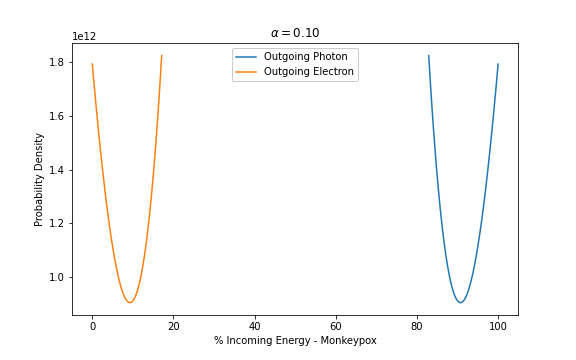 α = 0.10
1e12
Outgoing Photon
Outgoing Electron
1.8
1.6
1.4
1.2
1.0
Probability Density
0 20 40 60 80 100
% Incoming Energy - Monkeypox